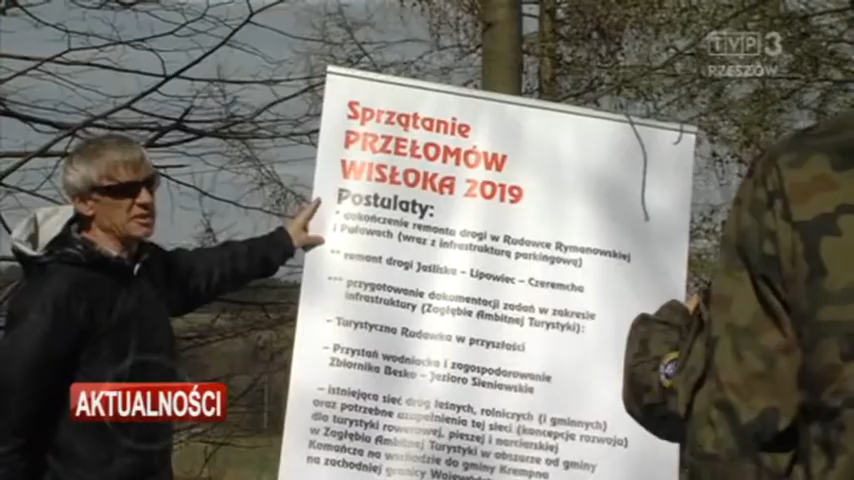 TVP3
RZESZÓW
Sprzątanie
PRZEŁOMÓW
WISŁOKA 2019
Postulaty:
* dokończenie remontu drogi w Rudawce Rymanowskiej
i Puławach (wraz z infrastrukturą parkingową)
** remont drogi Jaśliska - Lipowiec - Czeremcha
*** przygotowanie dokumentacji zadań w zakresie
infrastruktury (Zagłębie Ambitnej Turystyki):
- Turystyczna Rudawka w przyszłości
- Przystań wodniacka i zagospodarowanie
Zbiornika Besko - Jezioro Sieniawskie
- istniejąca sieć dróg leśnych, rolniczych (i gminnych)
oraz potrzebne uzupełnienia tej sieci (koncepcja rozwoju)
dla turystyki rowerowej, pieszej i narciarskiej
w Zagłębiu Ambitnej Turystyki w obszarze od gminy
Komańcza na wschodzie do gminy Krempna
na zachodniej granicy
AKTUALNOŚCI